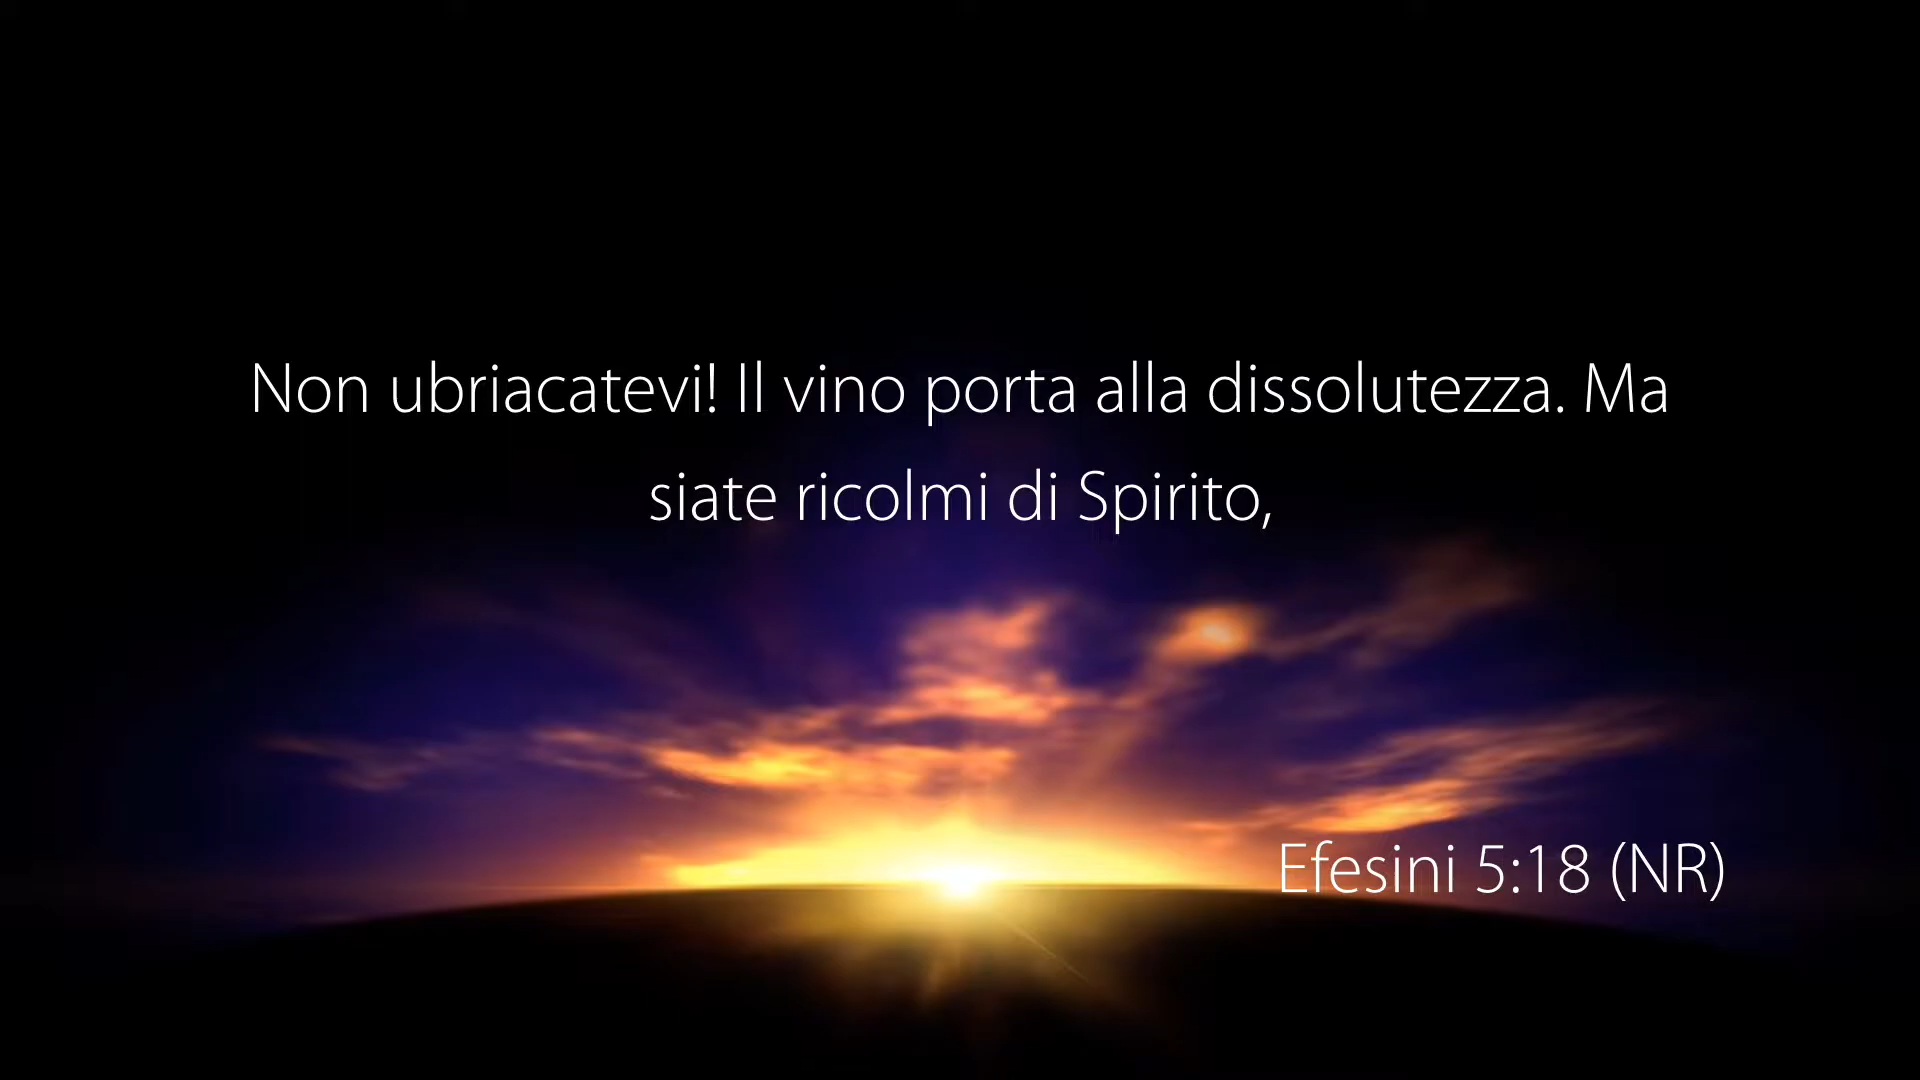 Non ubriacatevi! Il vino porta alla dissolutezza. Ma
siate ricolmi di Spirito,
Efesini 5:18 (NR)